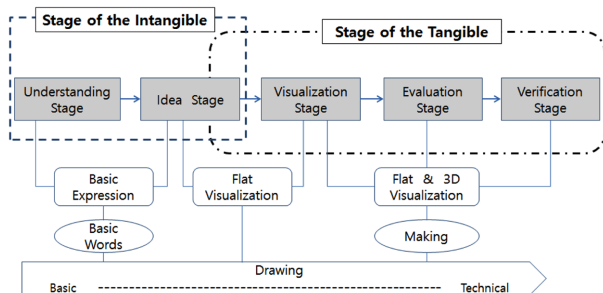 Stage of the Intangible
Stage of the Tangible
Understanding
Stage
Idea Stage
Visualization
Stage
Evaluation
Stage
Verification
Stage
Basic
Expression
Flat
Visualization
Flat & 3D
Visualization
Basic
Words
Making
Drawing
Basic
Technical